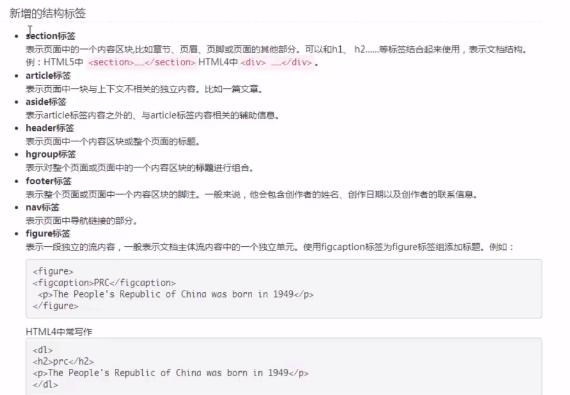 新增的结构标签
section标签
表示页面中的一个内容区块,比如章节、页眉、页脚或页面的其他部分。可以和h1、 h2……等标签结合起来使用，表示文档结构。
例：HTML5中 <section>……</section> HTML4中 <div> ……</div> 。
article标签
表示页面中一块与上下文不相关的独立内容。比如一篇文章。
aside标签
表示article标签内容之外的、与article标签内容相关的辅助信息。
header标签
表示页面中一个内容区块或整个页面的标题。
hgroup标签
表示对整个页面或页面中的一个内容区块的标题进行组合。
footer标签
表示整个页面或页面中一个内容区块的脚注。一般来说，他会包含创作者的姓名、创作日期以及创作者的联系信息。
nav标签
表示页面中导航链接的部分。
figure标签
表示一段独立的流内容，一般表示文档主体流内容中的一个独立单元。使用figcaption标签为figure标签组添加标题。例如：
<figure>
<figcaption>PRC</figcaption>
<p>The People's Republic of China was born in 1949</p>
</figure>
HTML4中常写作
<dl>
<h2>prc</h2>
<p>The People's Republic of China was born in 1949</p>
</dl>